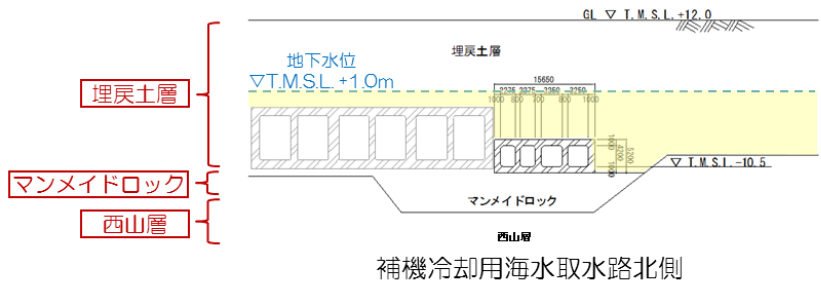 GL ▽ T.M.S.L.+12.0
埋戻土層
地下水位
▽T.M.S.L. +1.0m
15650
埋戻土層
▽ T.M.S.L.-10.5
マンメイドロック
マンメイドロック
西山層
西山層
補機冷却用海水取水路北側